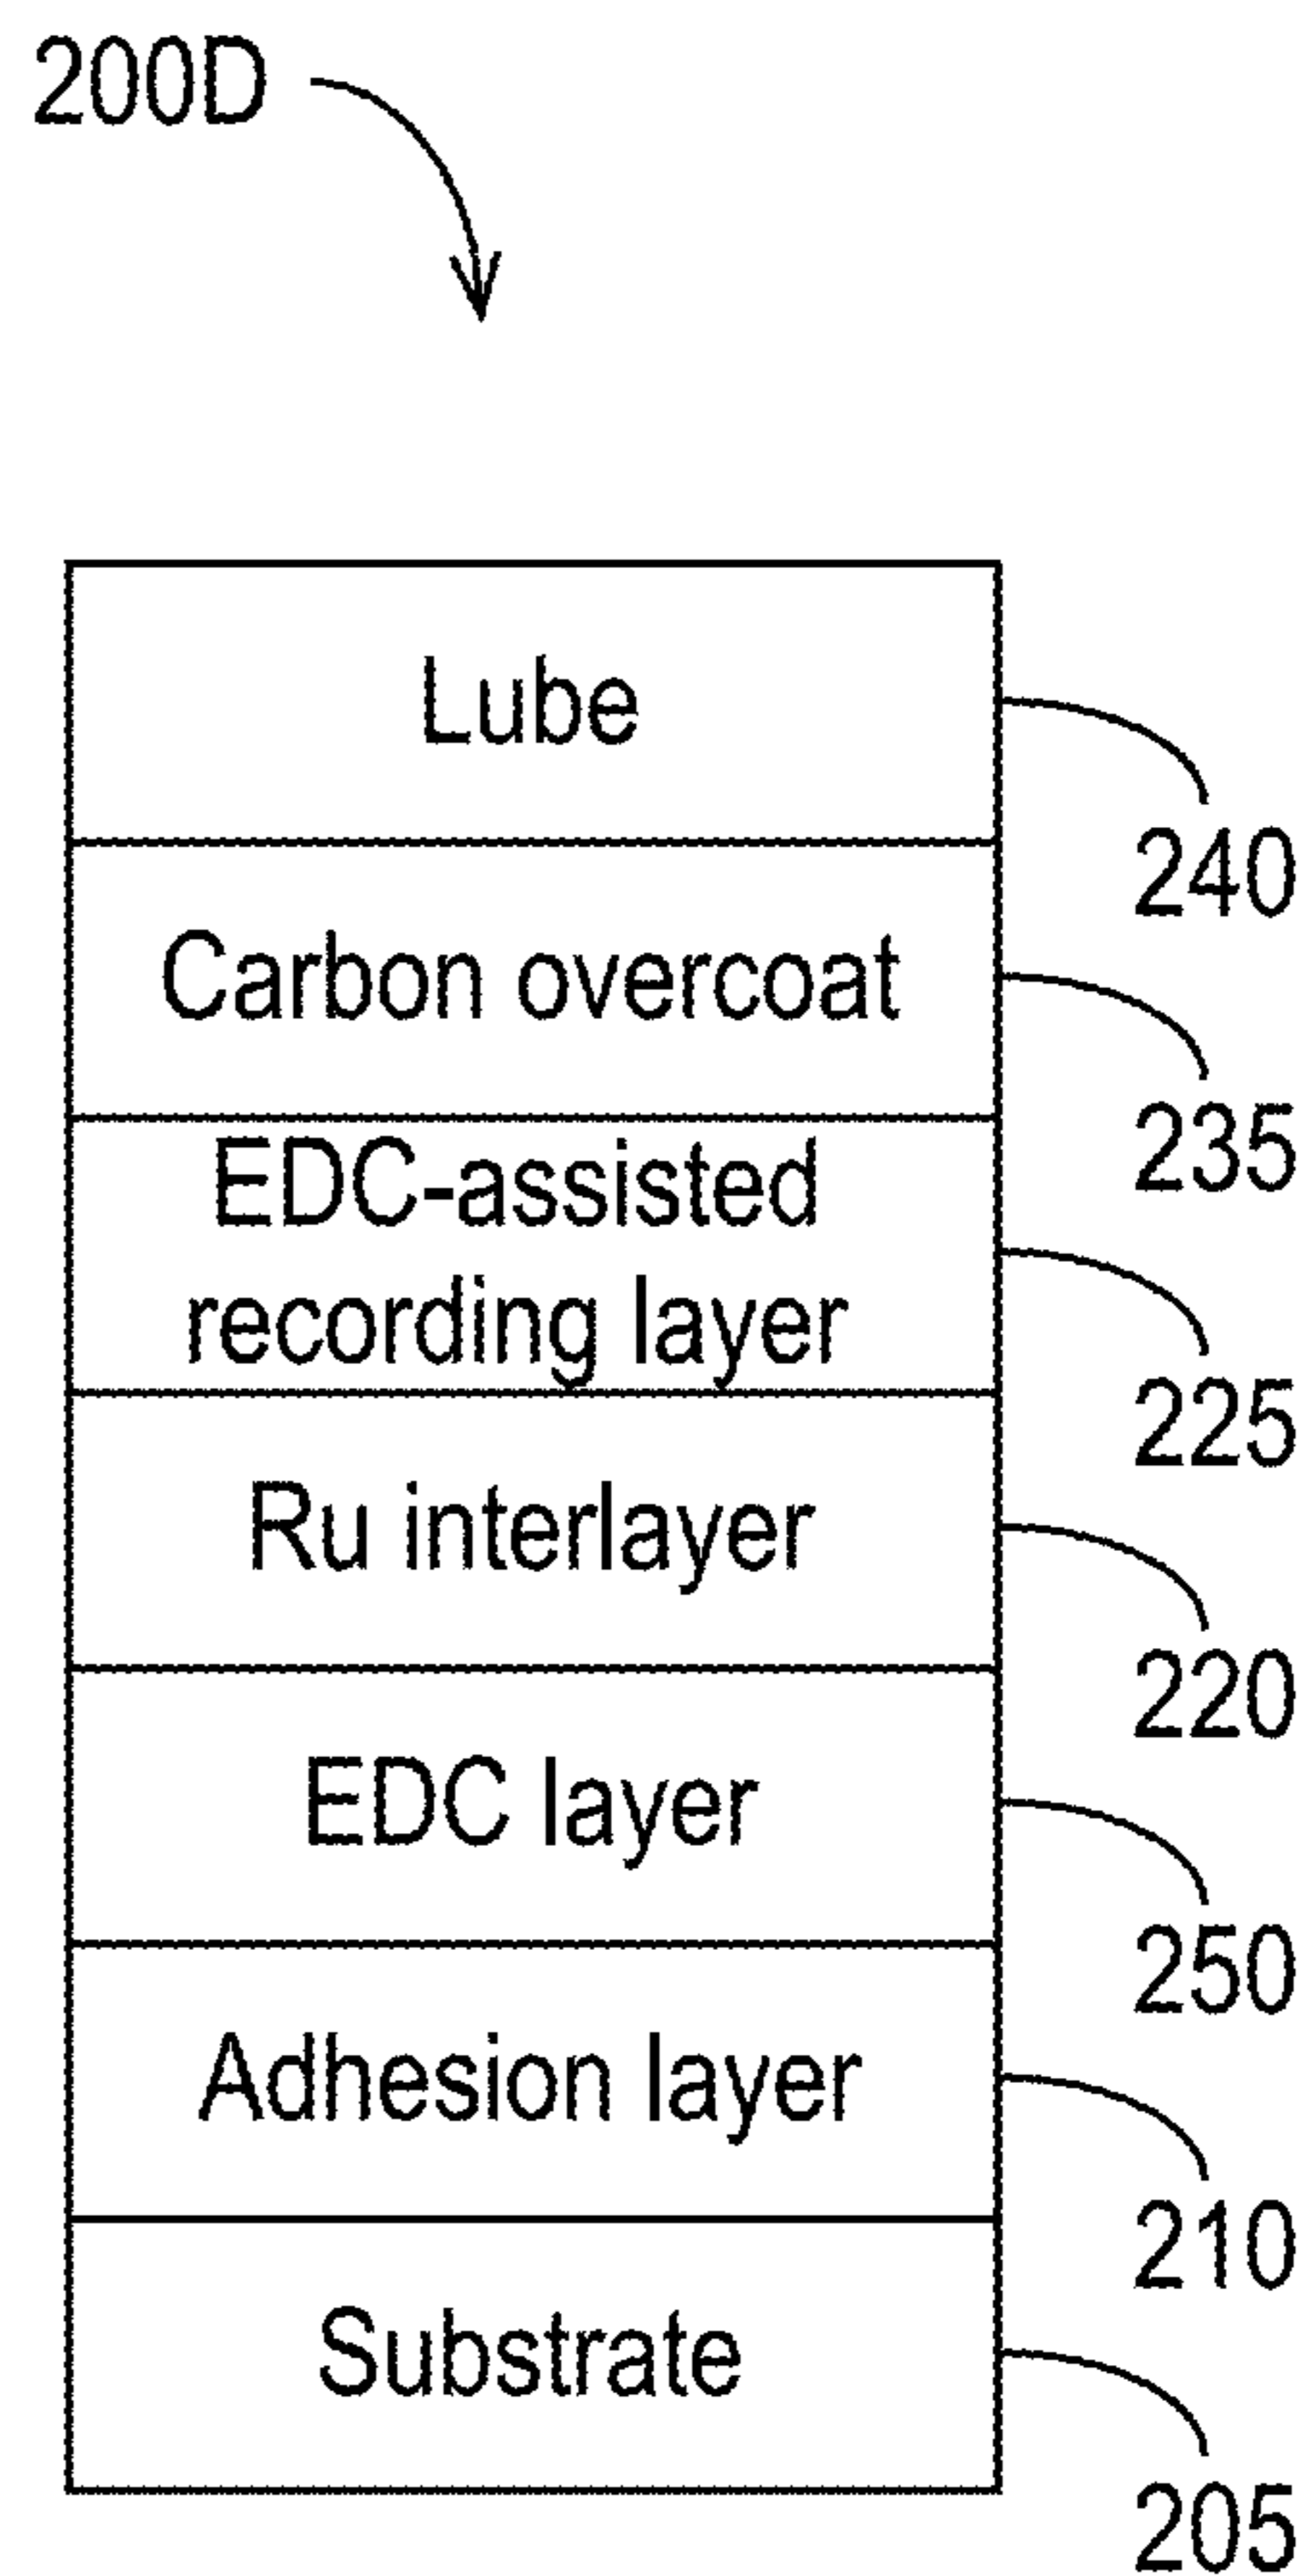 200D
Lube
240
Carbon overcoat
235
EDC-assisted
recording layer
225
Ru interlayer
220
EDC layer
250
Adhesion layer
210
Substrate
205